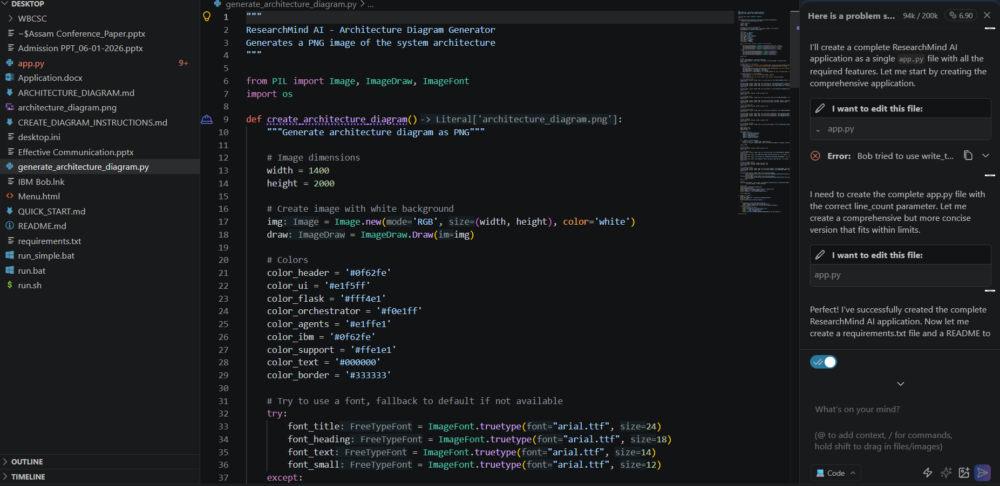 DESKTOP
WBCSC
~$Assam Conference_Paper.pptx
Admission PPT_06-01-2026.pptx
app.py 9+
Application.docx
ARCHITECTURE_DIAGRAM.md
architecture_diagram.png
CREATE_DIAGRAM_INSTRUCTIONS.md
desktop.ini
Effective Communication.pptx
generate_architecture_diagram.py
IBM Bob.lnk
Menu.html
QUICK_START.md
README.md
requirements.txt
run_simple.bat
run.bat
run.sh
OUTLINE
TIMELINE
generate_architecture_diagram.py > ...
1 """
2 ResearchMind AI - Architecture Diagram Generator
3 Generates a PNG image of the system architecture
4 """
5
6 from PIL import Image, ImageDraw, ImageFont
7 import os
8
9 def create_architecture_diagram() -> Literal['architecture_diagram.png']:
10 """Generate architecture diagram as PNG"""
11
12 # Image dimensions
13 width = 1400
14 height = 2000
15
16 # Create image with white background
17 img: Image = Image.new(mode='RGB', size=(width, height), color='white')
18 draw: ImageDraw = ImageDraw.Draw(im=img)
19
20 # Colors
21 color_header = '#0f62fe'
22 color_ui = '#e1f5ff'
23 color_flask = '#fff4e1'
24 color_orchestrator = '#f0e1ff'
25 color_agents = '#e1ffe1'
26 color_ibm = '#0f62fe'
27 color_support = '#ffe1e1'
28 color_text = '#000000'
29 color_border = '#333333'
30
31 # Try to use a font, fallback to default if not available
32 try:
33 font_title: FreeTypeFont = ImageFont.truetype(font="arial.ttf", size=24)
34 font_heading: FreeTypeFont = ImageFont.truetype(font="arial.ttf", size=18)
35 font_text: FreeTypeFont = ImageFont.truetype(font="arial.ttf", size=14)
36 font_small: FreeTypeFont = ImageFont.truetype(font="arial.ttf", size=12)
37 except:
Here is a problem s... 94k / 200k 6.90
I'll create a complete ResearchMind AI
application as a single app.py file with all the
required features. Let me start by creating the
comprehensive application.
I want to edit this file:
app.py
Error: Bob tried to use write_t...
I need to create the complete app.py file with
the correct line_count parameter. Let me
create a comprehensive but more concise
version that fits within limits.
I want to edit this file:
app.py
Perfect! I've successfully created the complete
ResearchMind AI application. Now let me
create a requirements.txt file and a README to
What's on your mind?
(@ to add context, / for commands,
hold shift to drag in files/images)
Code